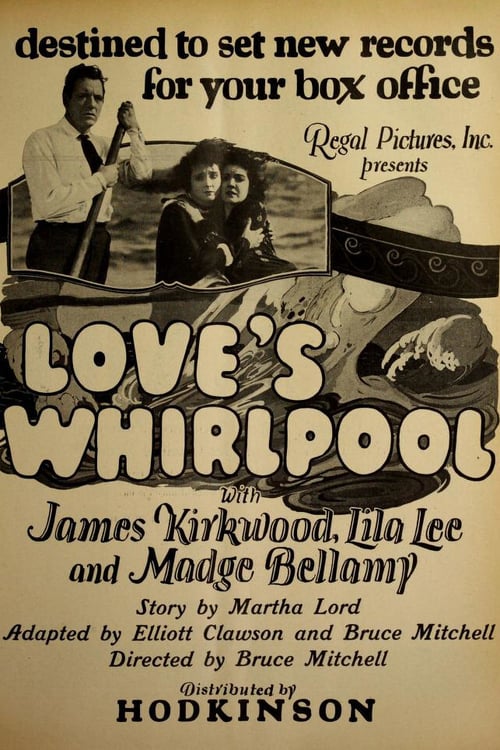 destined to set new records
for your box office
Regal Pictures, Inc.
presents
LOVE'S
WHIRLPOOL
with
James Kirkwood, Lila Lee
and Madge Bellamy
Story by Martha Lord
Adapted by Elliott Clawson and Bruce Mitchell
Directed by Bruce Mitchell
Distributed by
HODKINSON